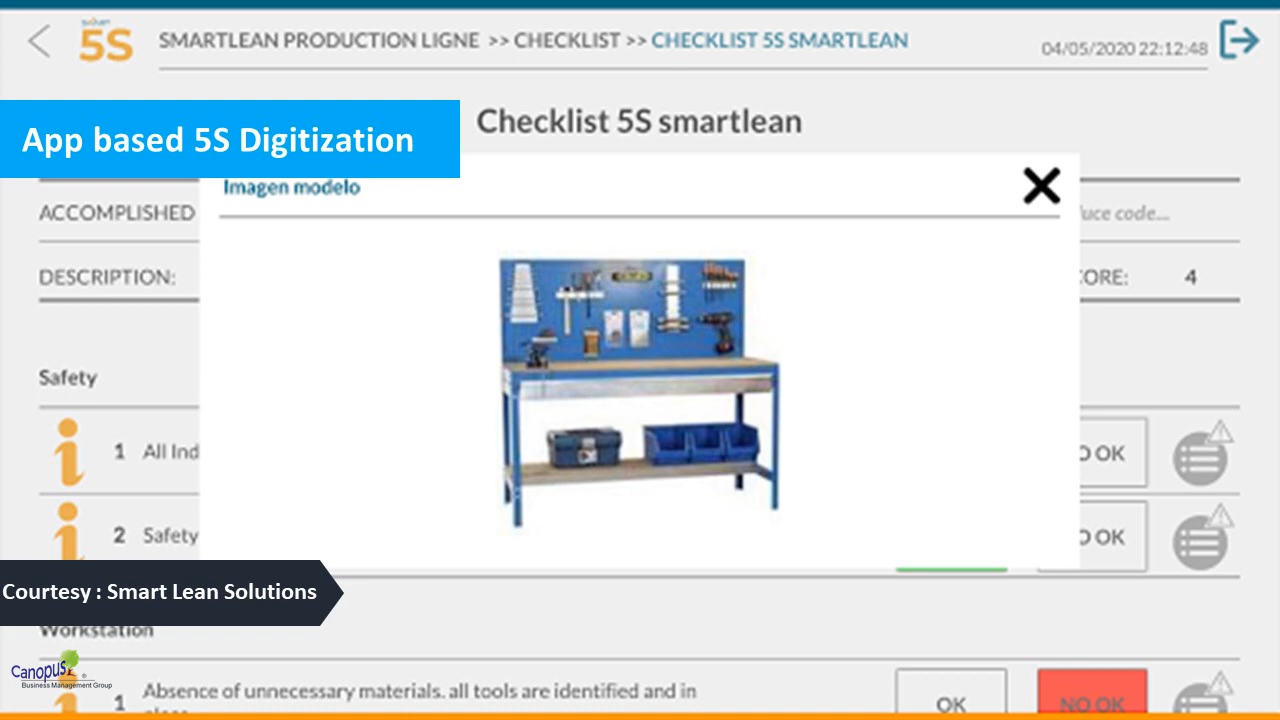 5S
SMARTLEAN PRODUCTION LIGNE >> CHECKLIST >> CHECKLIST 5S SMARTLEAN
04/05/2020 22:12:48
App based 5S Digitization
Checklist 5S smartlean
Imagen modelo
ACCOMPLISHED
uce code...
DESCRIPTION:
CORE: 4
Safety
1 All Ind
O OK
2 Safety
O OK
Courtesy : Smart Lean Solutions
Workstation
Canopus
®
Business Management Group
1 Absence of unnecessary materials. all tools are identified and in
OK
NO OK